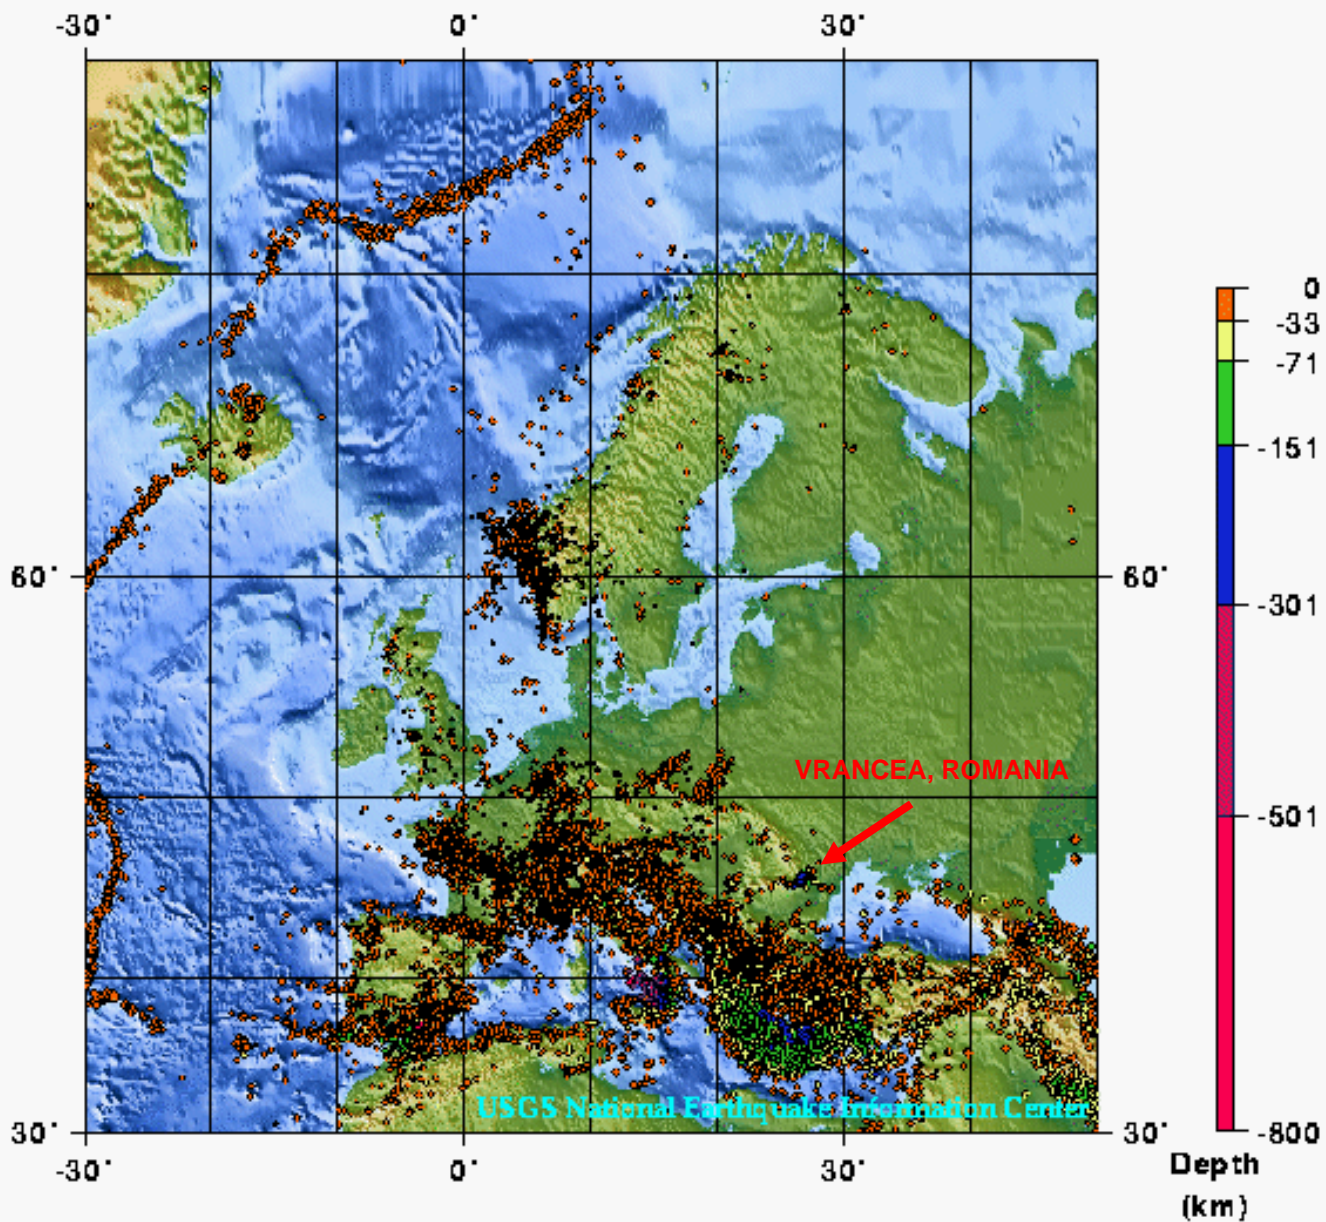 -30° 0° 30°
0
-33
-71
-151
60° 60°
-301
VRANCEA, ROMANIA
-501
USGS National Earthquake Information Center
30° 30°
-800
-30° 0° 30°
Depth
(km)